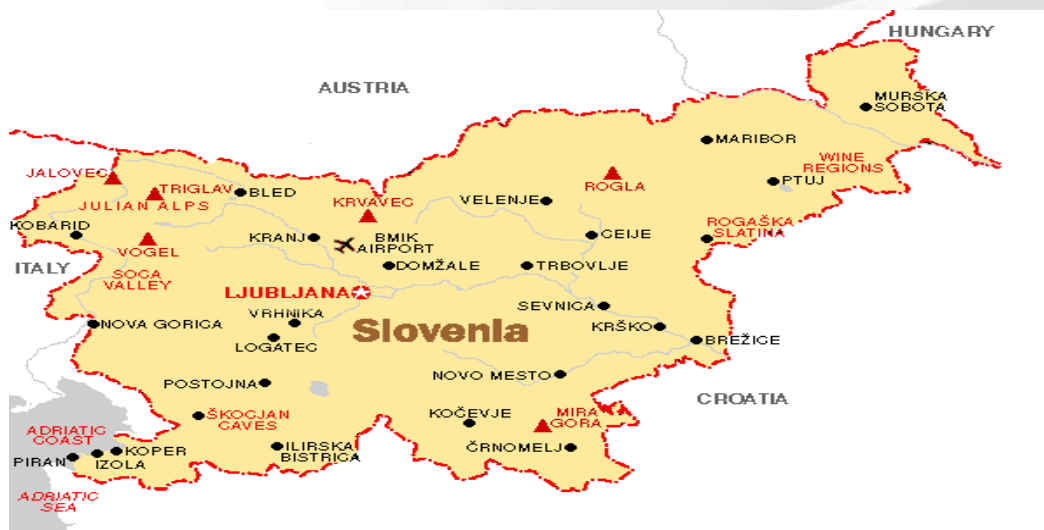 HUNGARY
AUSTRIA
MURSKA
SOBOTA
MARIBOR
WINE
REGIONS
JALOVEC
TRIGLAV
JULIAN ALPS
BLED
KRVAVEC
ROGLA
PTUJ
VELENJE
KOBARID
VOGEL
KRANJ
BMIK
AIRPORT
CEIJE
ROGAŠKA
SLATINA
ITALY
SOCA
VALLEY
DOMŽALE
TRBOVLJE
LJUBLJANA
SEVNICA
NOVA GORICA
VRHNIKA
LOGATEC
Slovenia
KRŠKO
BREŽICE
POSTOJNA
NOVO MESTO
CROATIA
ŠKOCJAN
CAVES
KOČEVJE
MIRA
GORA
ADRIATIC
COAST
KOPER
IZOLA
PIRAN
ILIRSKA
BISTRICA
ČRNOMELJ
ADRIATIC
SEA